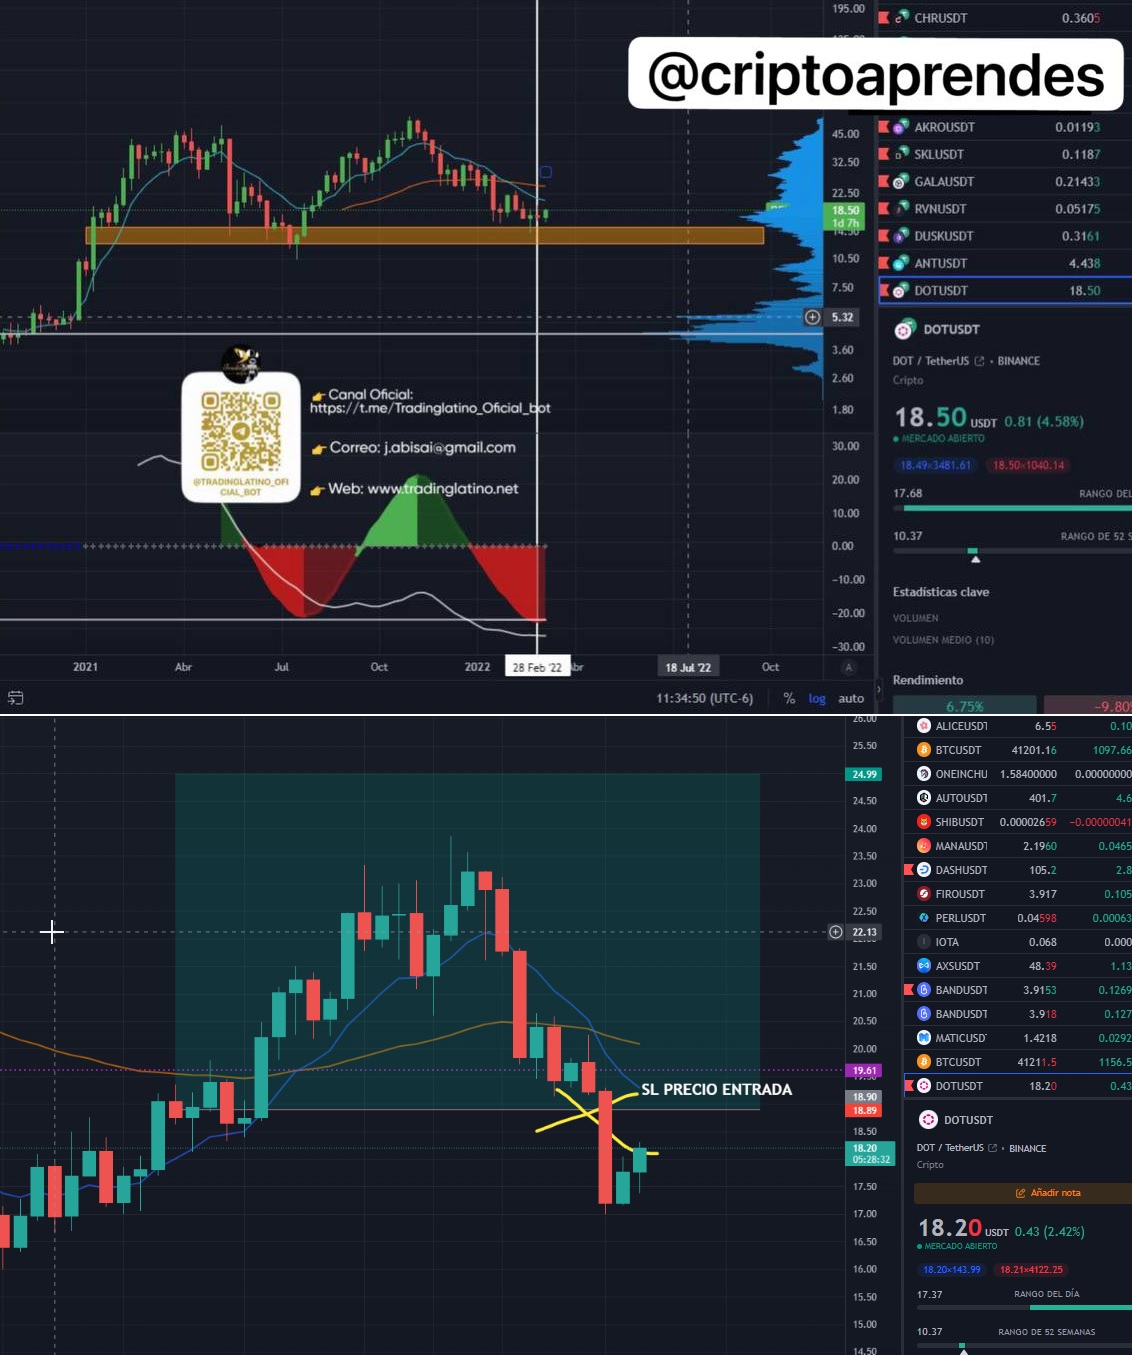 195.00
CHRUSDT 0.3605
@criptoaprendes
45.00
AKROUSDT 0.01193
32.50
SKLUSDT 0.1187
GALAUSDT 0.21433
22.50
RVNUSDT 0.05175
18.50
1d 7h
14.50
DUSKUSDT 0.3161
10.50
ANTUSDT 4.438
7.50
DOTUSDT 18.50
5.32
DOTUSDT
3.60
DOT / TetherUS • BINANCE
2.60
Cripto
1.80
18.50 USDT 0.81 (4.58%)
MERCADO ABIERTO
18.49×3481.61 18.50×1040.14
17.68 RANGO DEL
10.37 RANGO DE 52 S
Estadísticas clave
VOLUMEN
VOLUMEN MEDIO (10)
Rendimiento
6.75% −9.80%
Canal Oficial:
https://t.me/Tradinglatino_Oficial_bot
Correo: j.abisai@gmail.com
@TRADINGLATINO_OFI
CIAL_BOT
Web: www.tradinglatino.net
30.00
20.00
10.00
0.00
−10.00
−20.00
−30.00
2021 Abr Jul Oct 2022 28 Feb '22 Abr 18 Jul '22 Oct A
11:34:50 (UTC-6) % log auto
26.00
25.50
24.99
24.50
24.00
23.50
23.00
22.50
22.13
21.50
21.00
20.50
20.00
19.61
18.90
18.89
18.50
18.20
05:28:32
17.50
17.00
16.50
16.00
15.50
15.00
14.50
SL PRECIO ENTRADA
ALICEUSDT 6.55 0.10
BTCUSDT 41201.16 1097.66
ONEINCHU 1.58400000 0.00000000
AUTOUSDT 401.7 4.6
SHIBUSDT 0.00002659 −0.00000041
MANAUSDT 2.1960 0.0465
DASHUSDT 105.2 2.8
FIROUSDT 3.917 0.105
PERLUSDT 0.04598 0.00063
IOTA 0.068 0.000
AXSUSDT 48.39 1.13
BANDUSDT 3.9153 0.1269
BANDUSDT 3.918 0.127
MATICUSD 1.4218 0.0292
BTCUSDT 41211.5 1156.5
DOTUSDT 18.20 0.43
DOTUSDT
DOT / TetherUS • BINANCE
Cripto
Añadir nota
18.20 USDT 0.43 (2.42%)
MERCADO ABIERTO
18.20×143.99 18.21×4122.25
17.37 RANGO DEL DÍA
10.37 RANGO DE 52 SEMANAS